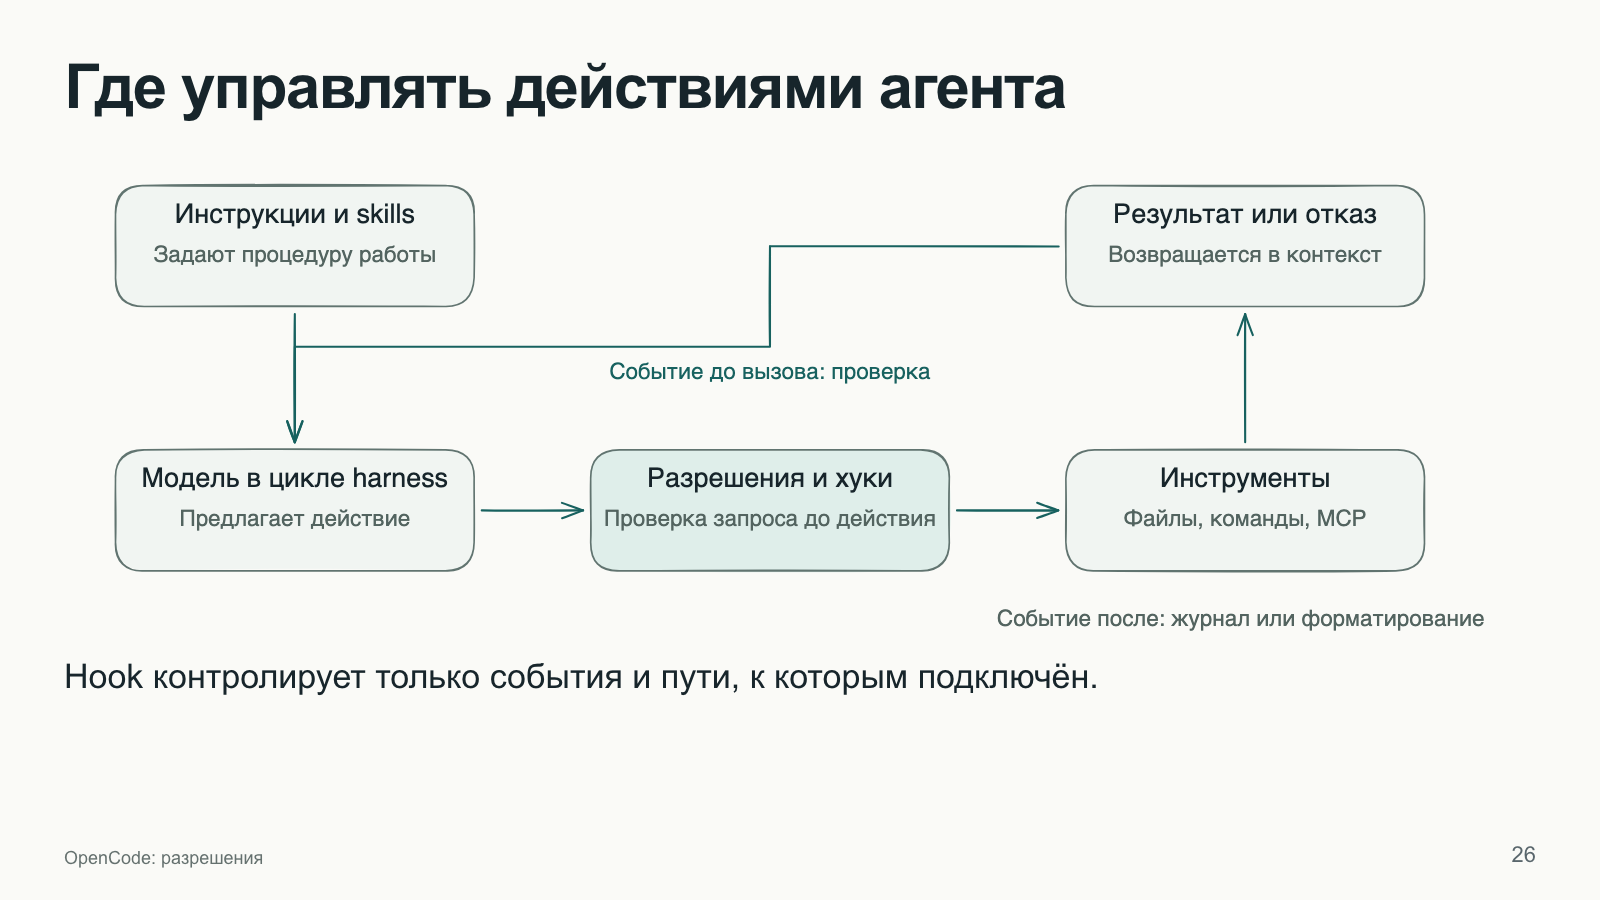 Где управлять действиями агента
Инструкции и skills
Задают процедуру работы
Результат или отказ
Возвращается в контекст
Событие до вызова: проверка
Модель в цикле harness
Предлагает действие
Разрешения и хуки
Проверка запроса до действия
Инструменты
Файлы, команды, MCP
Событие после: журнал или форматирование
Hook контролирует только события и пути, к которым подключён.
OpenCode: разрешения
26